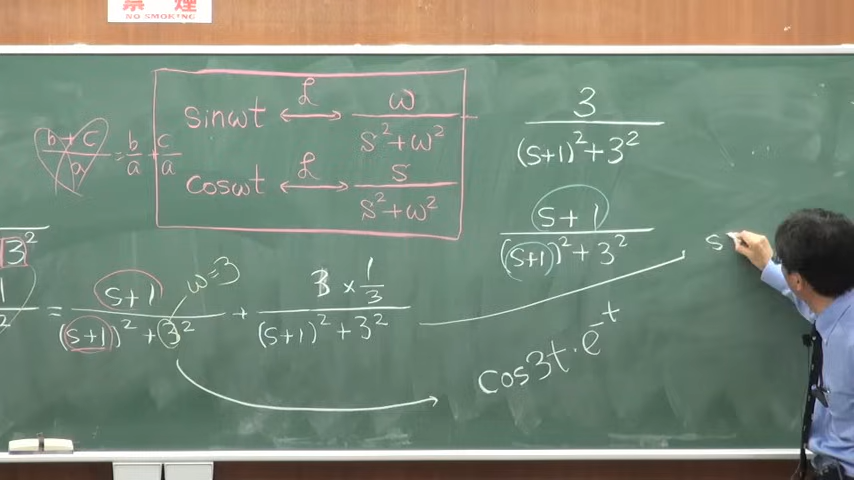 禁 煙
NO SMOKING
sinωt ⟷ℒ ω/(s²+ω²)
cosωt ⟷ℒ s/(s²+ω²)
(b+c)/a = b/a + c/a
3/((s+1)²+3²)
(s+1)/((s+1)²+3²)
3²
= (s+1)/((s+1)²+3²) + 3×1/3/((s+1)²+3²)
ω=3
cos3t·e^-t
s